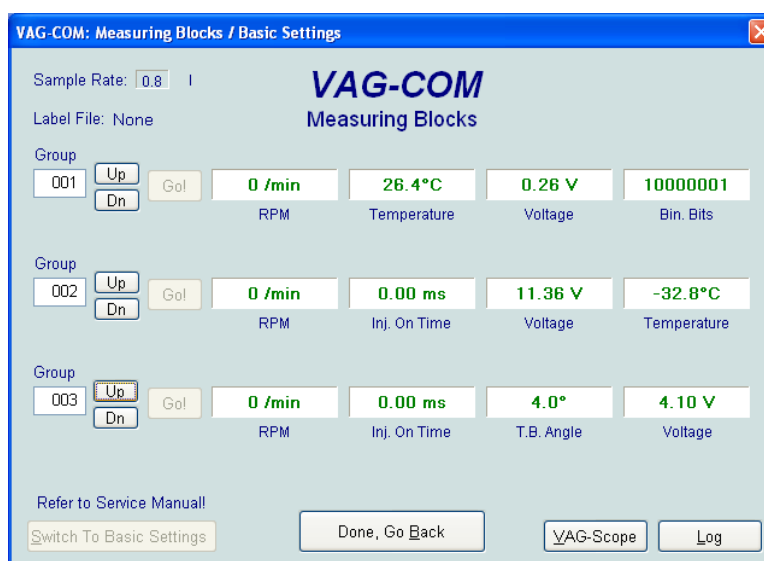 VAG-COM: Measuring Blocks / Basic Settings
Sample Rate: 0.8 I
VAG-COM
Label File: None
Measuring Blocks
Group
001 Up Dn Go! 0 /min 26.4°C 0.26 V 10000001
RPM Temperature Voltage Bin. Bits
Group
002 Up Dn Go! 0 /min 0.00 ms 11.36 V -32.8°C
RPM Inj. On Time Voltage Temperature
Group
003 Up Dn Go! 0 /min 0.00 ms 4.0° 4.10 V
RPM Inj. On Time T.B. Angle Voltage
Refer to Service Manual!
Switch To Basic Settings Done, Go Back VAG-Scope Log